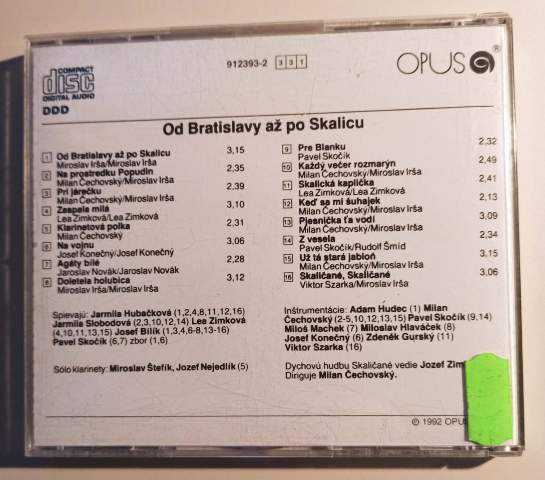 COMPACT
disc
DIGITAL AUDIO
DDD
912393-2 3 3 1
OPUS ®
Od Bratislavy až po Skalicu
1 Od Bratislavy až po Skalicu 3,15
Miroslav Irša/Miroslav Irša
2 Na prostredku Popudin 2,35
Milan Čechovský/Miroslav Irša
3 Pri járečku 2,39
Milan Čechovský/Miroslav Irša
4 Zaspala milá 3,10
Lea Zimková/Lea Zimková
5 Klarinetová polka 2,31
Milan Čechovský
6 Na vojnu 3,06
Josef Konečný/Josef Konečný
7 Agáty bílé 2,28
Jaroslav Novák/Jaroslav Novák
8 Doletela holubica 3,12
Miroslav Irša/Miroslav Irša
9 Pre Blanku 2,32
Pavel Skočík
10 Každý večer rozmarýn 2,49
Milan Čechovský/Miroslav Irša
11 Skalická kaplička 2,41
Lea Zimková/Lea Zimková
12 Keď sa mi šuhajek 2,13
Milan Čechovský/Miroslav Irša
13 Pjesnička ťa vodí 3,09
Milan Čechovský/Miroslav Irša
14 Z vesela 2,34
Pavel Skočík/Rudolf Šmíd
15 Už tá stará jabloň 3,15
Milan Čechovský/Miroslav Irša
16 Skaličané, Skaličané 3,06
Viktor Szarka/Miroslav Irša
Spievajú: Jarmila Hubačková (1,2,4,8,11,12,16)
Jarmila Slobodová (2,3,10,12,14) Lea Zimková
(4,10,11,13,15) Josef Bílik (1,3,4,6-8,13-16)
Pavel Skočík (6,7) zbor (1,6)
Sólo klarinety: Miroslav Štefík, Jozef Nejedlík (5)
Inštrumentácie: Adam Hudec (1) Milan
Čechovský (2-5,10,12,13,15) Pavel Skočík (9,14)
Miloš Machek (7) Miloslav Hlaváček (8)
Josef Konečný (6) Zdeněk Gurský (11)
Viktor Szarka (16)
Dychovú hudbu Skaličané vedie Jozef
Diriguje Milan Čechovský.
© 1992 OPUS